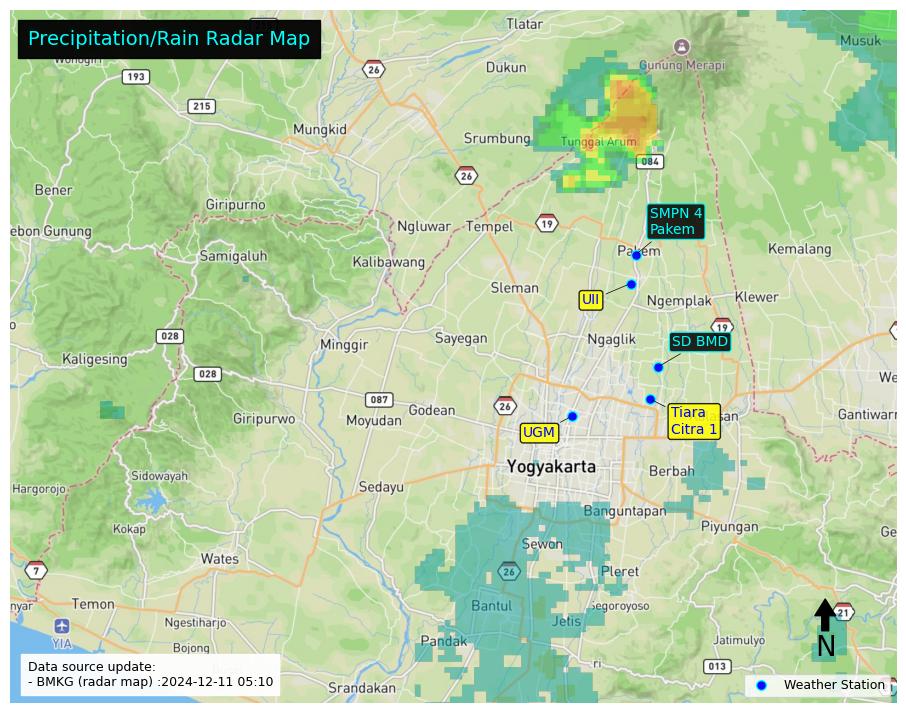 Precipitation/Rain Radar Map
Tlatar
Musuk
Wonogiri
26
Dukun
Gunung Merapi
193
215
Mungkid
Srumbung
Tunggal Arum
084
26
Bener
Giripurno
SMPN 4
Pakem
Ngluwar
Tempel
19
ebon Gunung
Samigaluh
Kalibawang
Pakem
Kemalang
Sleman
UII
Ngemplak
Klewer
19
028
Minggir
Sayegan
Ngaglik
SD BMD
Kaligesing
028
We
087
Godean
26
Giripurwo
Moyudan
Tiara
Citra 1
san
Gantiwarn
UGM
Yogyakarta
Berbah
Sidowayah
Hargorojo
Sedayu
Banguntapan
Kokap
Piyungan
Ge
Sewon
Wates
7
26
Pleret
nyar
Temon
Bantul
Segoroyoso
21
Ngestiharjo
Jetis
YIA
Pandak
Jatimulyo
N
Bojong
ri
013
Data source update:
- BMKG (radar map) :2024-12-11 05:10
Srandakan
Weather Station